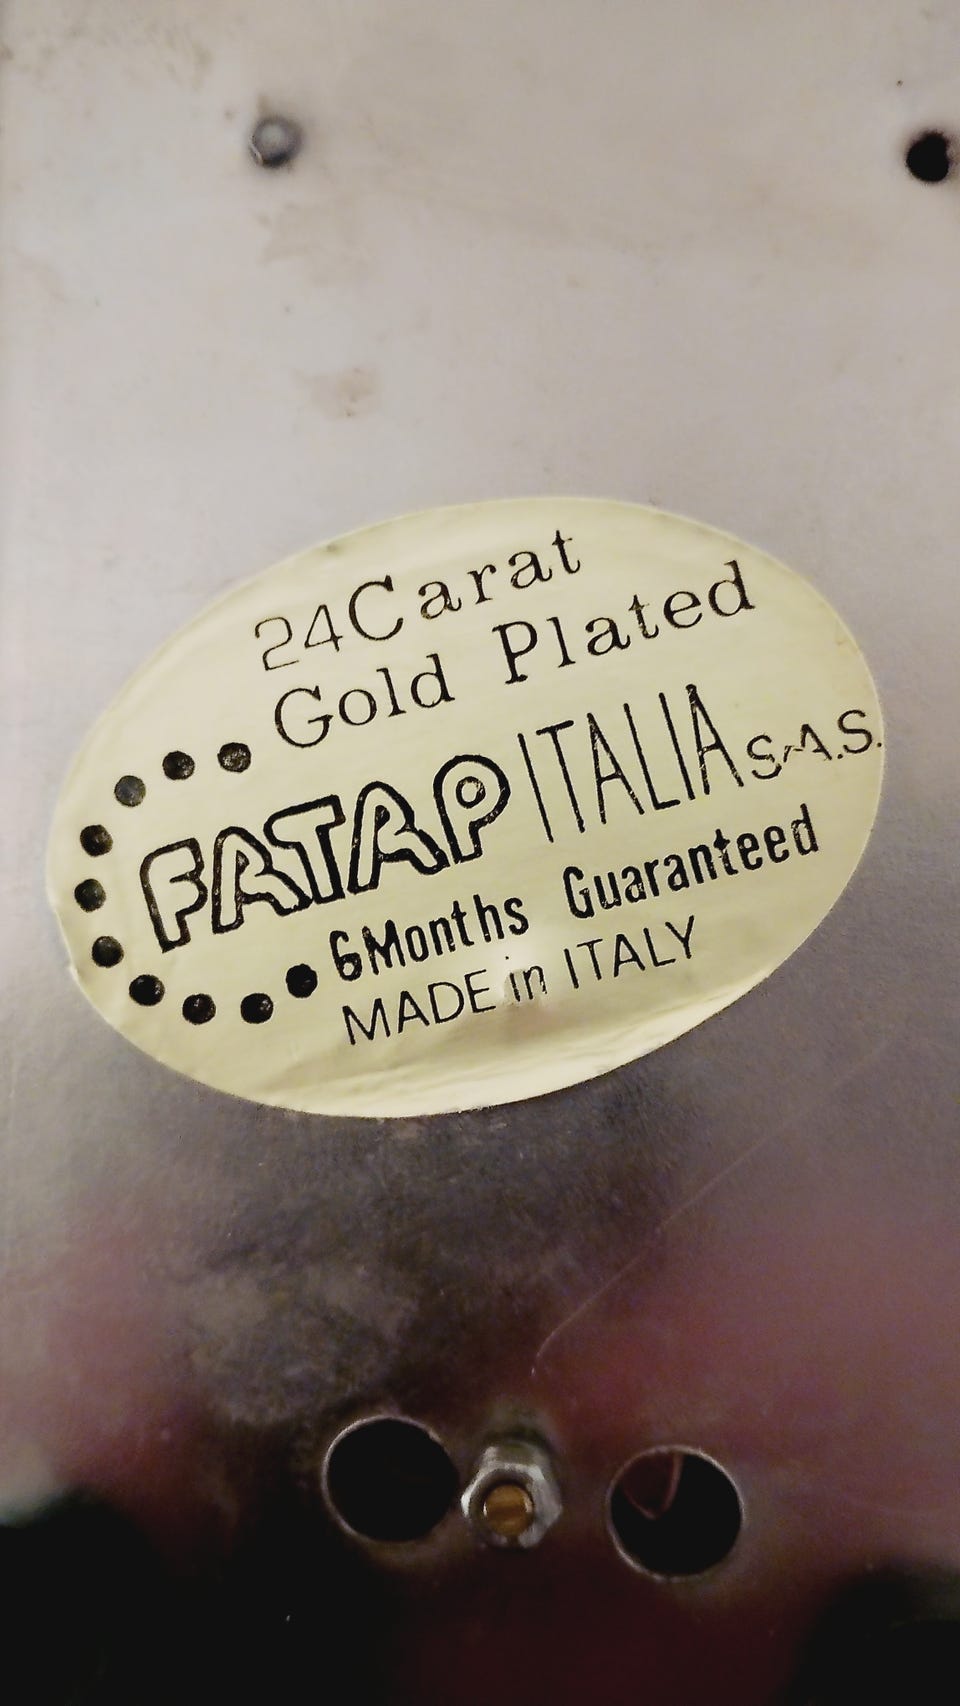 24Carat
Gold Plated
FATAP ITALIA S.A.S.
6Months Guaranteed
MADE in ITALY